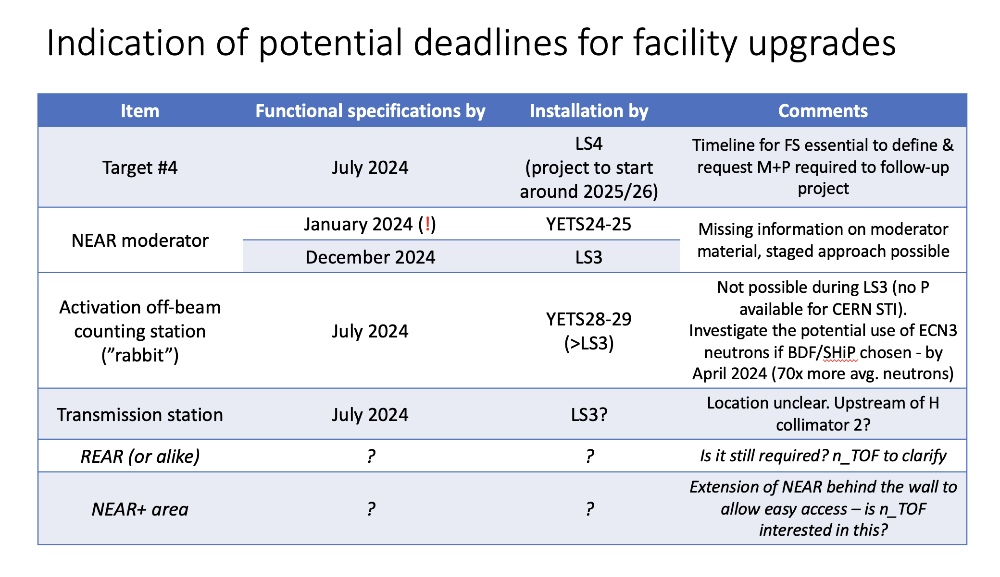 Indication of potential deadlines for facility upgrades
Item
Functional specifications by
Installation by
Comments
Target #4
July 2024
LS4
(project to start
around 2025/26)
Timeline for FS essential to define &
request M+P required to follow-up
project
NEAR moderator
January 2024 (!)
YETS24-25
December 2024
LS3
Missing information on moderator
material, staged approach possible
Activation off-beam
counting station
(”rabbit”)
July 2024
YETS28-29
(>LS3)
Not possible during LS3 (no P
available for CERN STI).
Investigate the potential use of ECN3
neutrons if BDF/SHiP chosen - by
April 2024 (70x more avg. neutrons)
Transmission station
July 2024
LS3?
Location unclear. Upstream of H
collimator 2?
REAR (or alike)
?
?
Is it still required? n_TOF to clarify
NEAR+ area
?
?
Extension of NEAR behind the wall to
allow easy access – is n_TOF
interested in this?